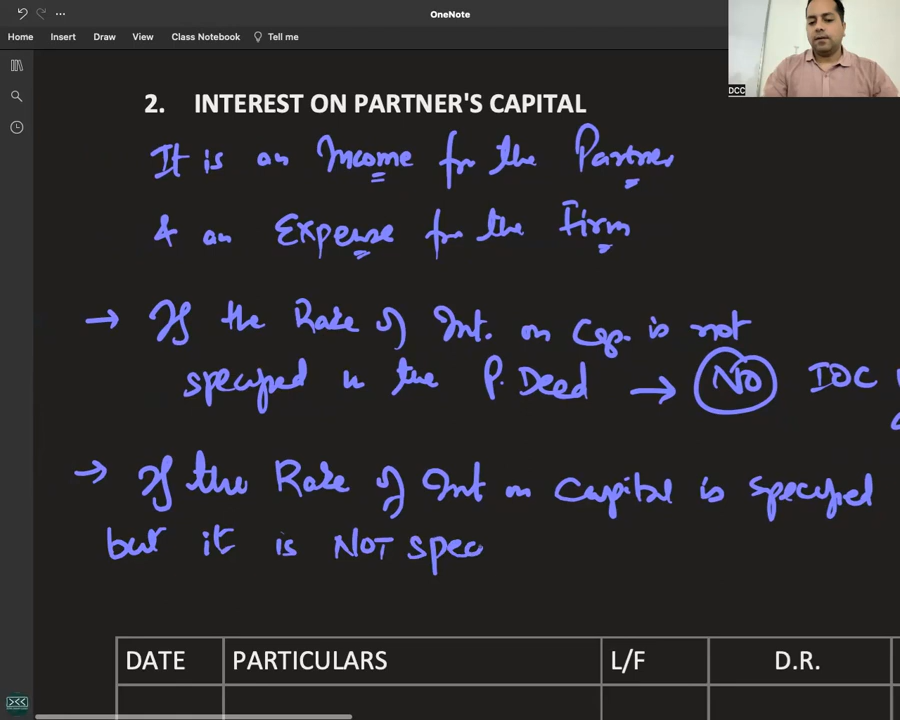 OneNote
Home Insert Draw View Class Notebook Tell me
DCC
2. INTEREST ON PARTNER'S CAPITAL
It is an Income for the Partner
& an Expense for the Firm
→ If the Rate of Int. on Cap. is not
specified in the P. Deed → NO IOC
→ If the Rate of Int on Capital is specified
but it is NOT spec
DATE PARTICULARS L/F D.R.